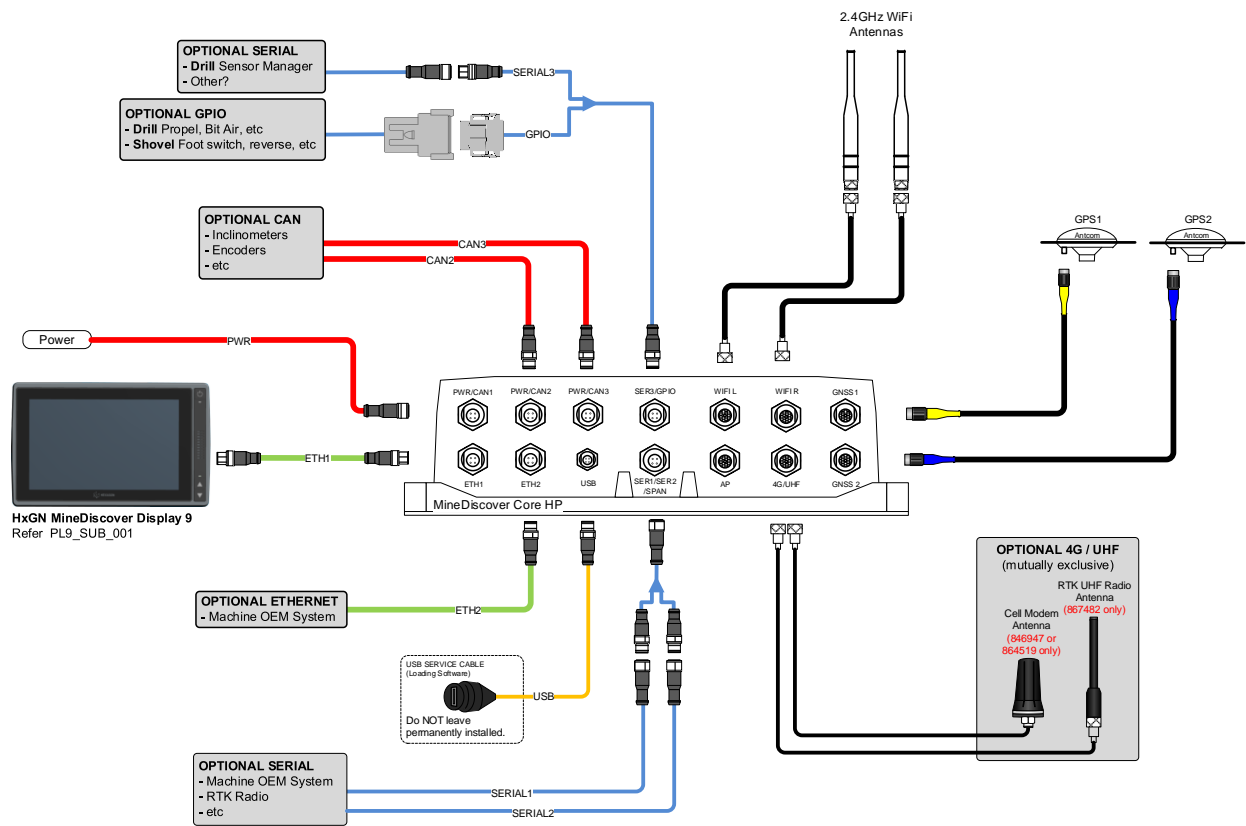 2.4GHz WiFi
Antennas
OPTIONAL SERIAL
- Drill Sensor Manager
- Other?
SERIAL3
OPTIONAL GPIO
- Drill Propel, Bit Air, etc
- Shovel Foot switch, reverse, etc
GPIO
OPTIONAL CAN
- Inclinometers
- Encoders
- etc
CAN3
CAN2
GPS1
GPS2
Antcom
Antcom
Power
PWR
PWR/CAN1
PWR/CAN2
PWR/CAN3
SER3/GPIO
WIFI L
WIFI R
GNSS1
ETH1
ETH1
ETH2
USB
SER1/SER2
/SPAN
AP
4G/UHF
GNSS 2
MineDiscover Core HP
HxGN MineDiscover Display 9
Refer PL9_SUB_001
OPTIONAL ETHERNET
- Machine OEM System
ETH2
USB SERVICE CABLE
(Loading Software)
USB
Do NOT leave
permanently installed.
OPTIONAL 4G / UHF
(mutually exclusive)
RTK UHF Radio
Antenna
(867482 only)
Cell Modem
Antenna
(846947 or
864519 only)
OPTIONAL SERIAL
- Machine OEM System
- RTK Radio
- etc
SERIAL1
SERIAL2